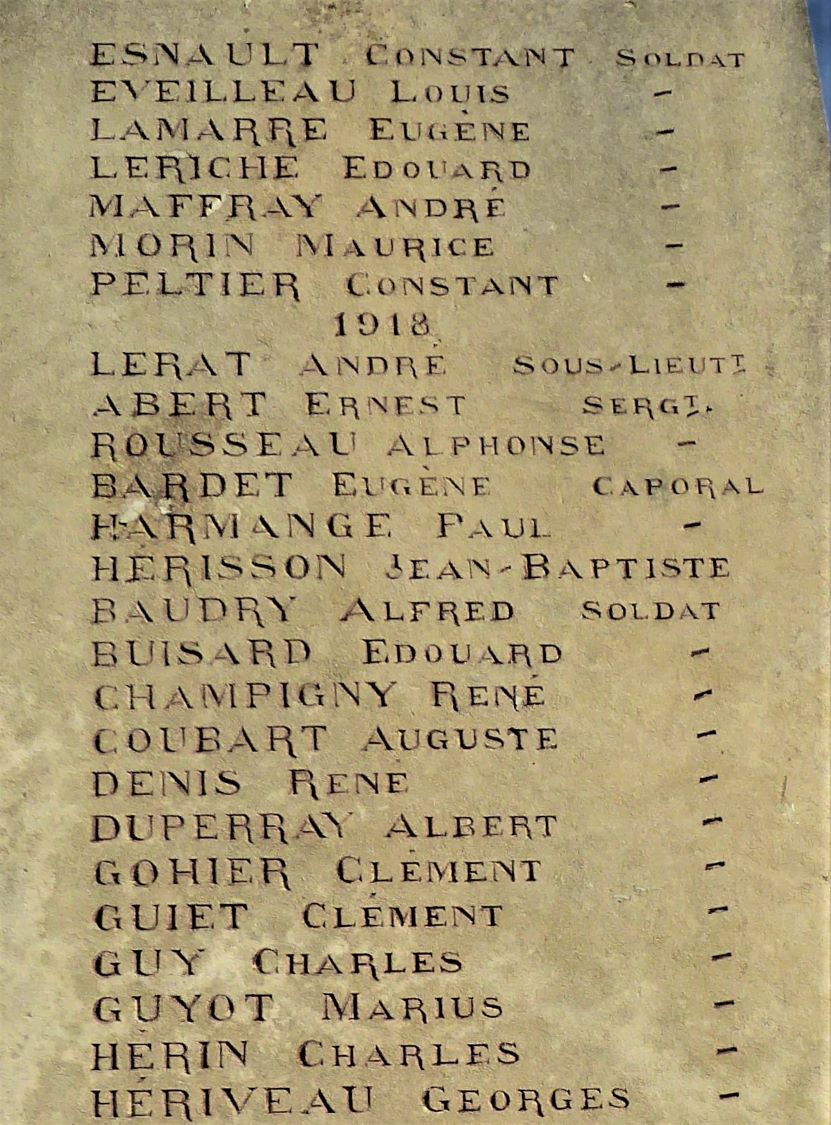 ESNAULT CONSTANT SOLDAT
EVEILLEAU LOUIS -
LAMARRE EUGÈNE -
LERICHE EDOUARD -
MAFFRAY ANDRÉ -
MORIN MAURICE -
PELTIER CONSTANT -
1918
LERAT ANDRÉ SOUS-LIEUTT
ABERT ERNEST SERGT.
ROUSSEAU ALPHONSE -
BARDET EUGÈNE CAPORAL
HARMANGE PAUL -
HÉRISSON JEAN-BAPTISTE
BAUDRY ALFRED SOLDAT
BUISARD EDOUARD -
CHAMPIGNY RENÉ -
COUBART AUGUSTE -
DENIS RENE -
DUPERRAY ALBERT -
GOHIER CLÉMENT -
GUIET CLÉMENT -
GUY CHARLES -
GUYOT MARIUS -
HÉRIN CHARLES -
HÉRIVEAU GEORGES -